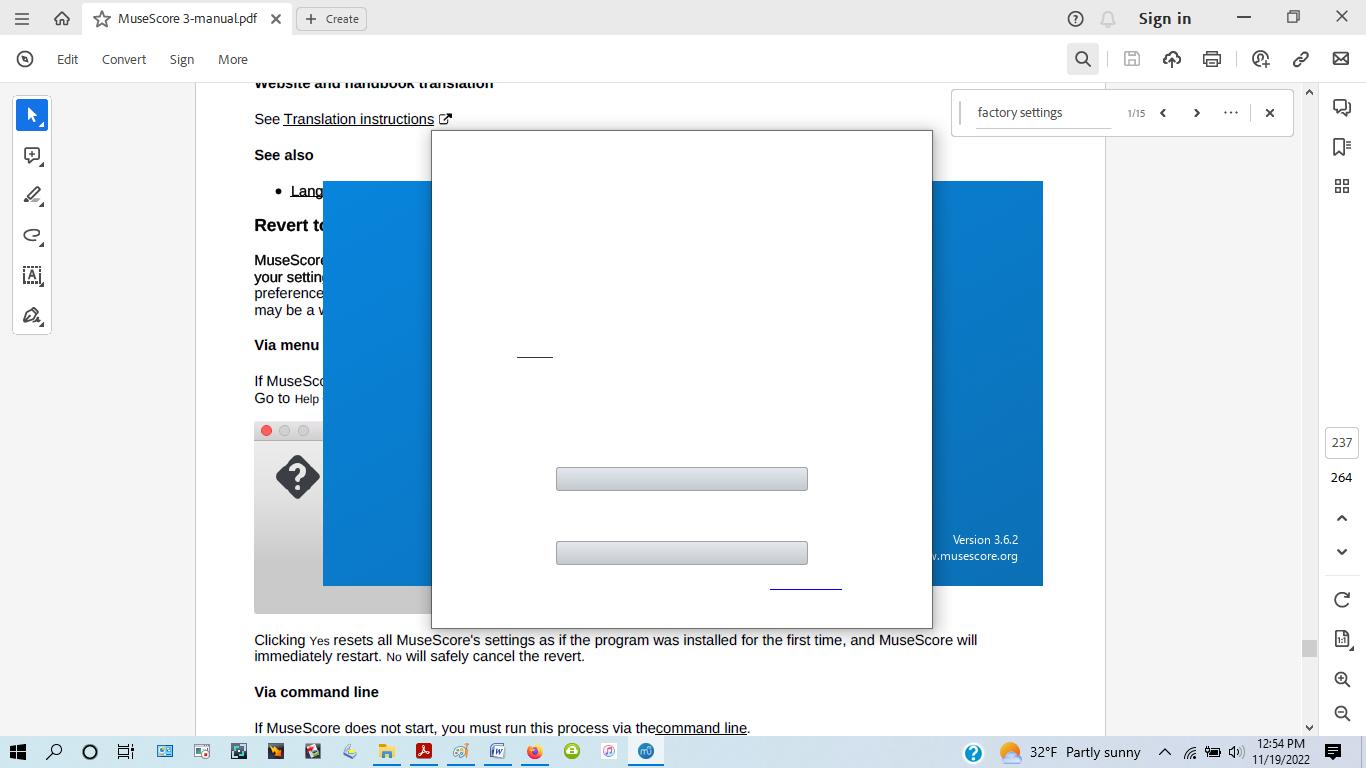 MuseScore 3-manual.pdf
Create
Sign in
Edit Convert Sign More
factory settings 1/15
Website and handbook translation
See Translation instructions
See also
Lang
Revert to
MuseScore
your settin
preference
may be a w
Via menu
If MuseSco
Go to Help
Version 3.6.2
w.musescore.org
Clicking Yes resets all MuseScore's settings as if the program was installed for the first time, and MuseScore will
immediately restart. No will safely cancel the revert.
Via command line
If MuseScore does not start, you must run this process via thecommand line.
237
264
1:1
32°F Partly sunny
12:54 PM
11/19/2022